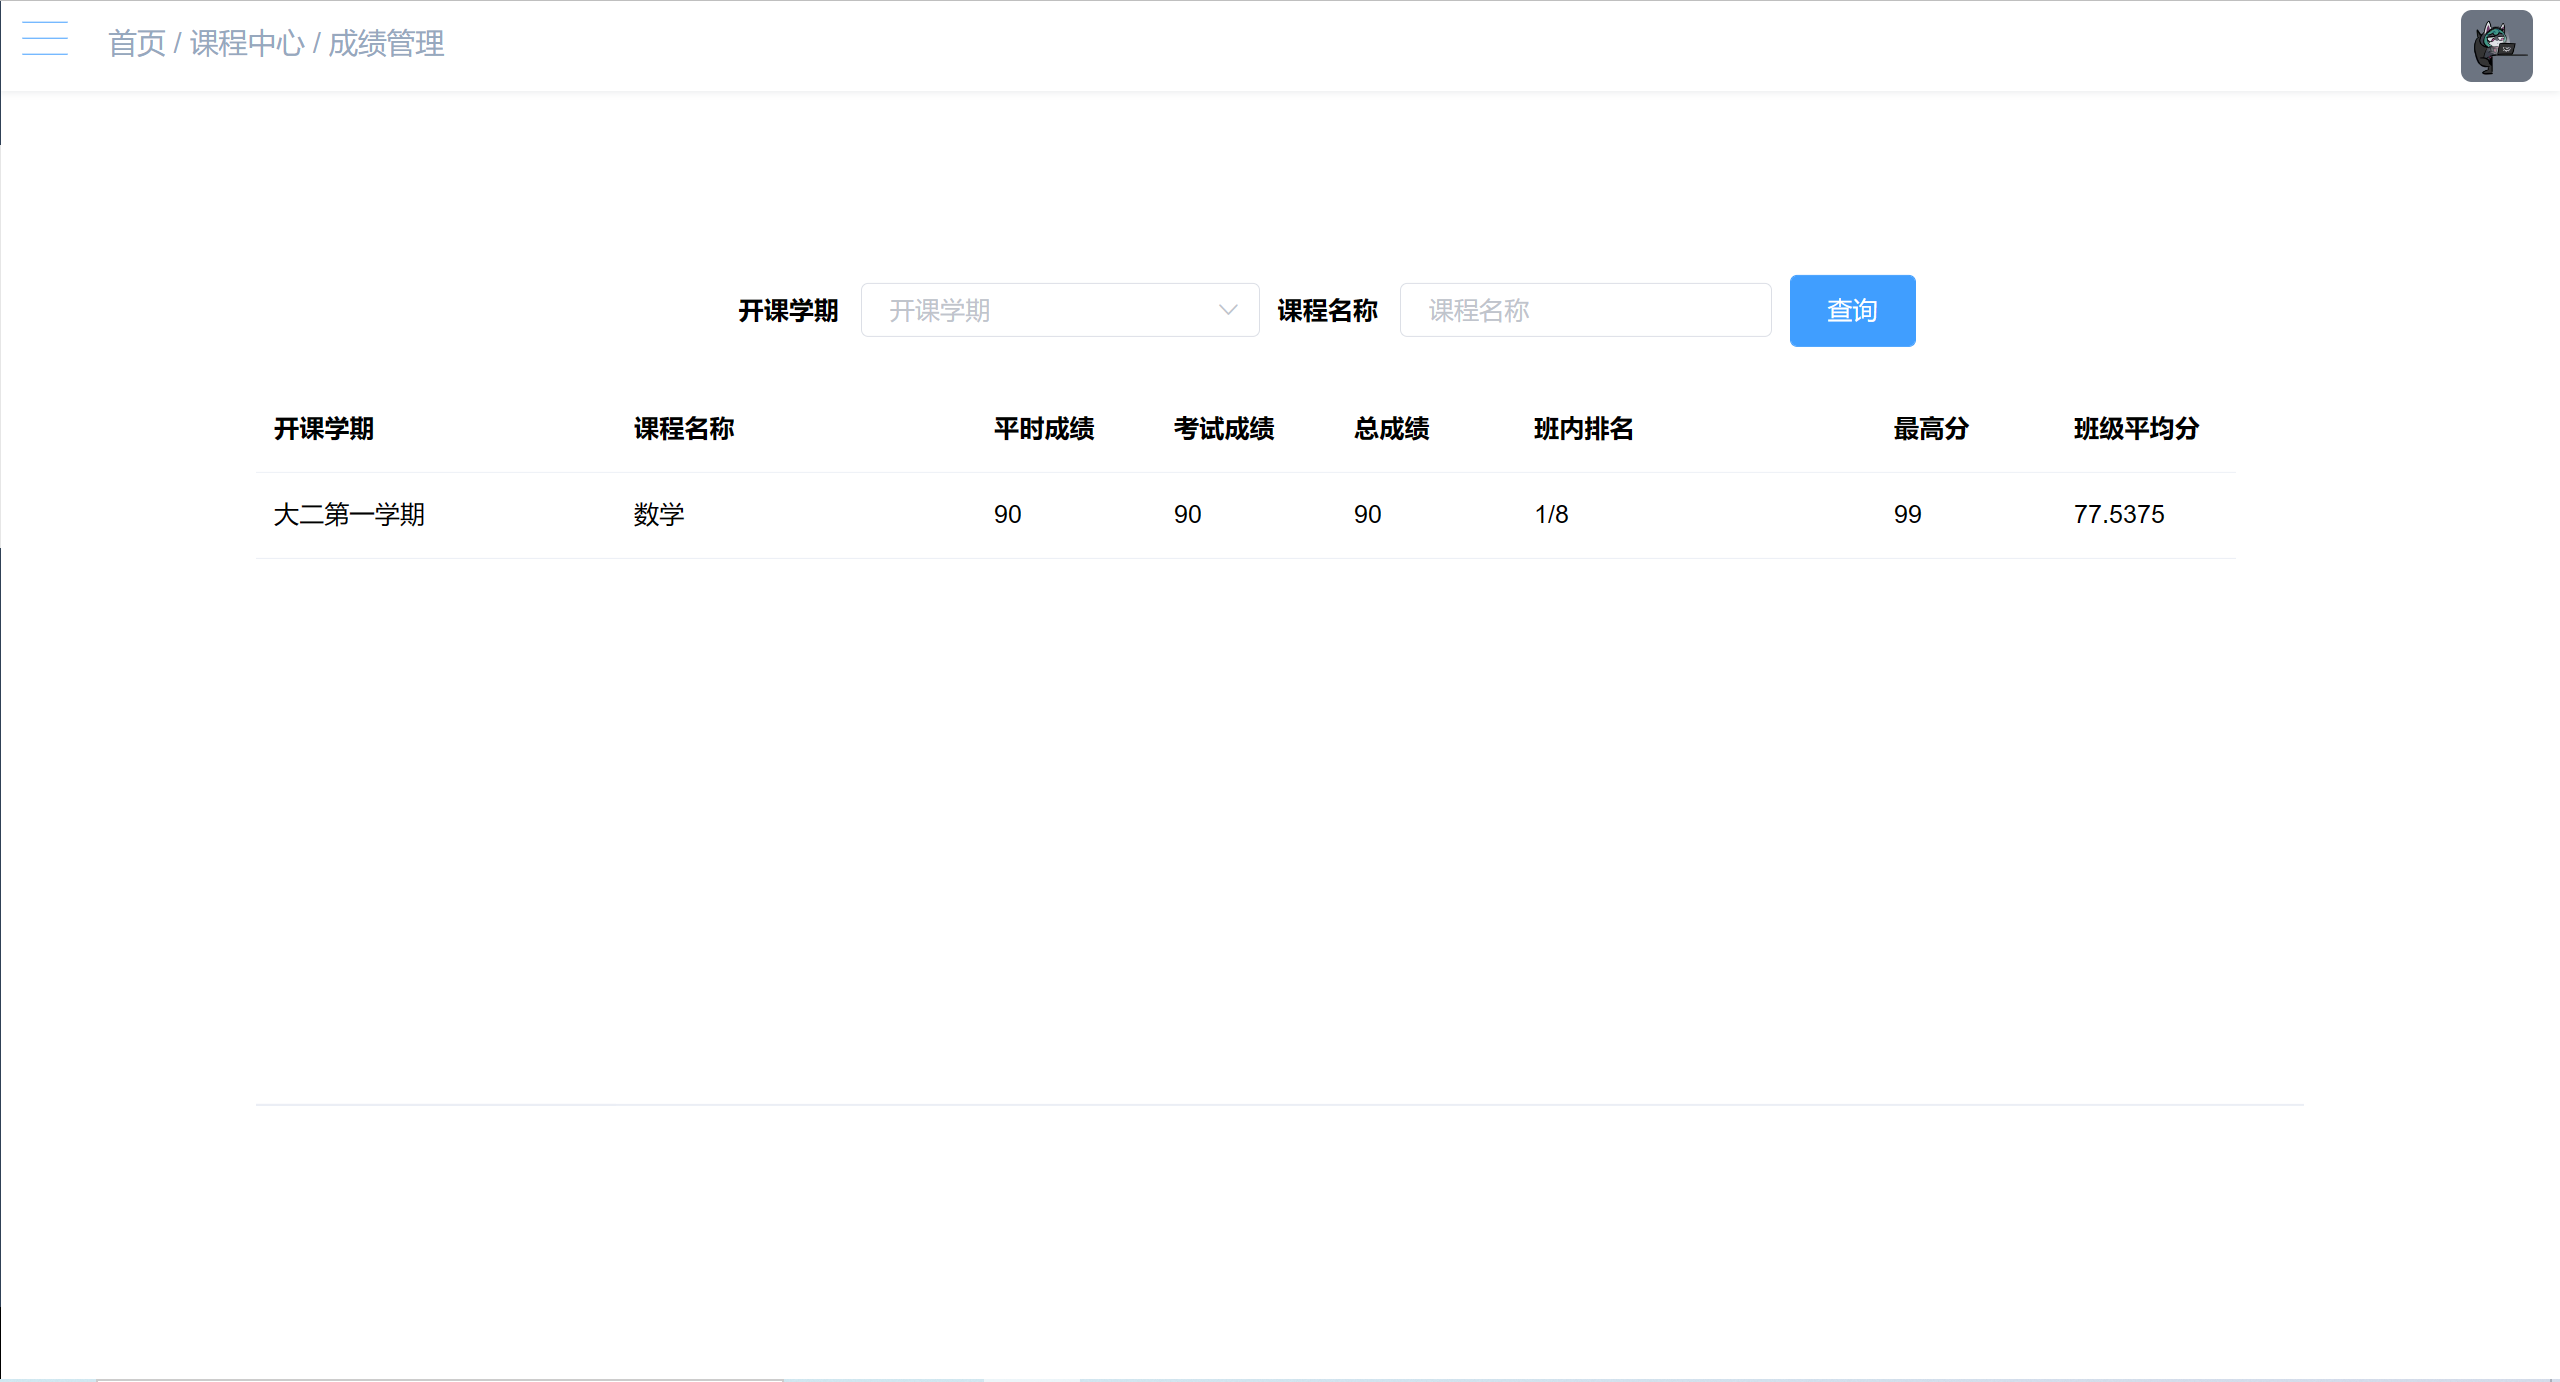 首页 / 课程中心 / 成绩管理
开课学期 开课学期 课程名称 课程名称 查询
开课学期 课程名称 平时成绩 考试成绩 总成绩 班内排名 最高分 班级平均分
大二第一学期 数学 90 90 90 1/8 99 77.5375